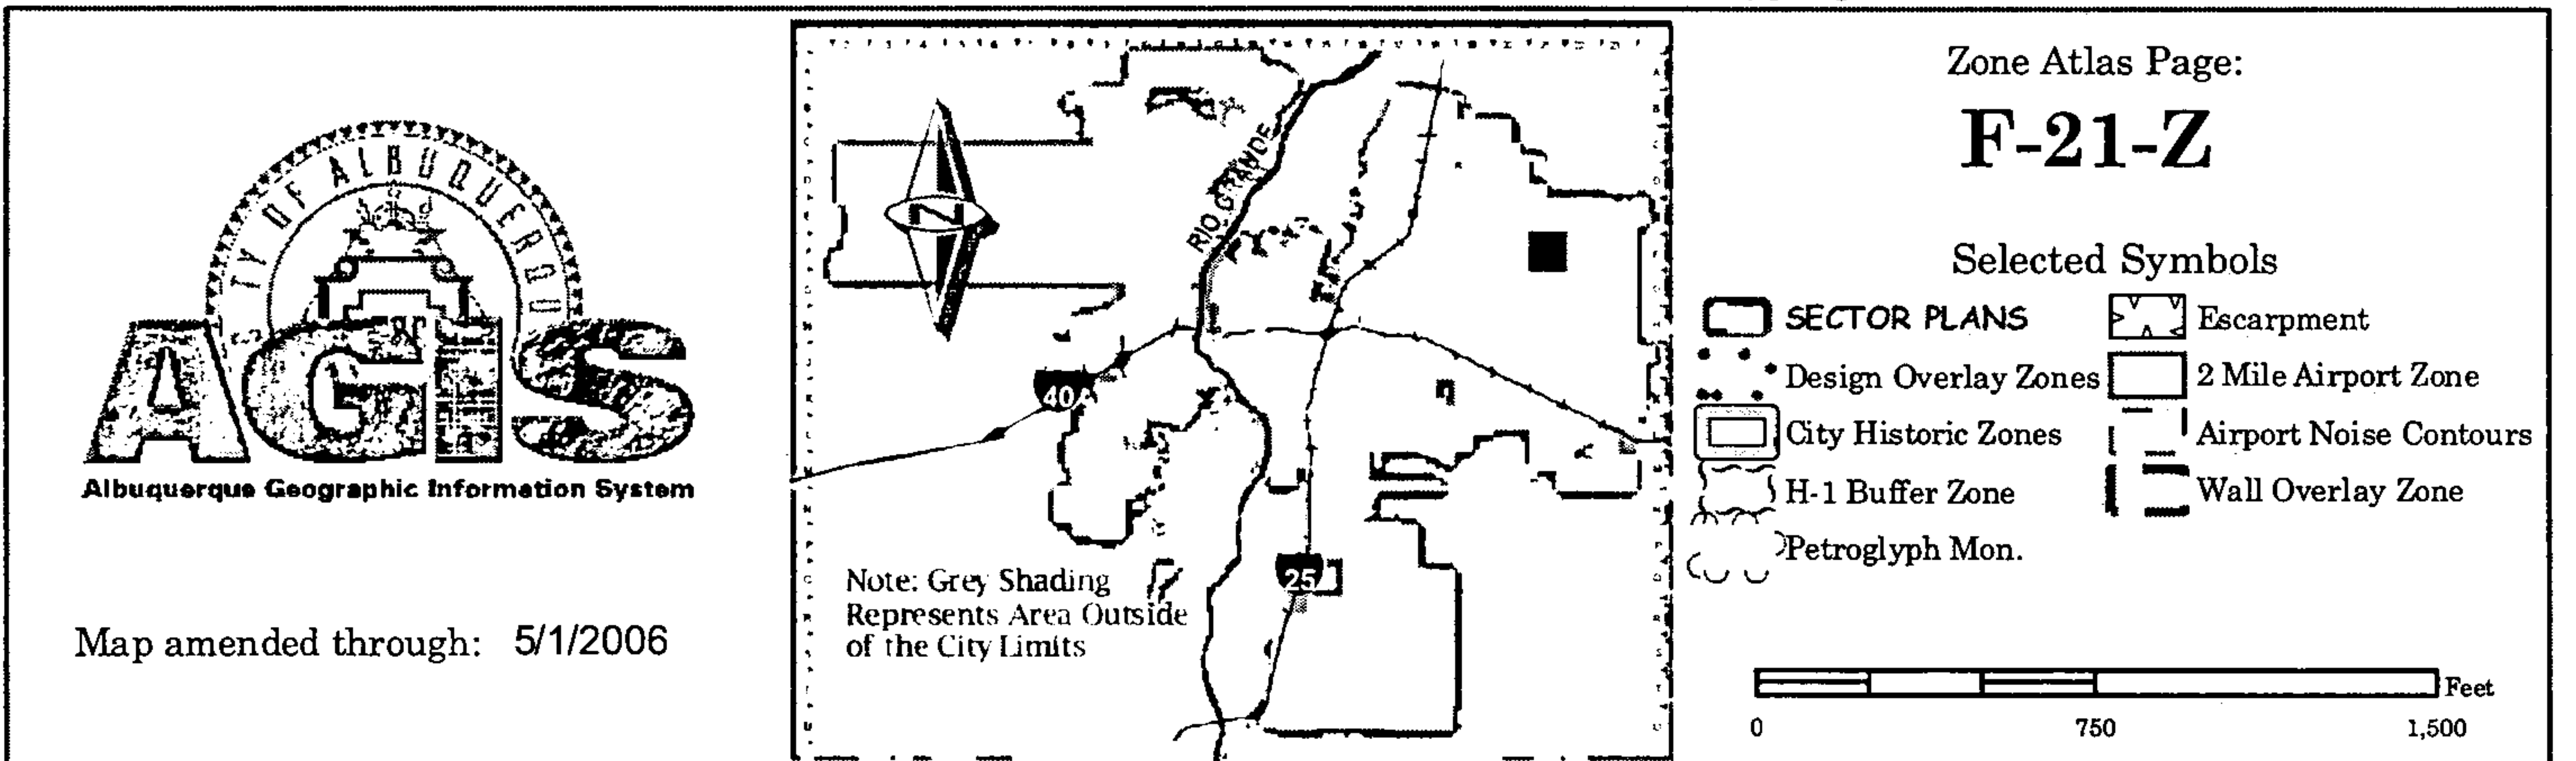 CITY OF ALBUQUERQUE
AGIS
Albuquerque Geographic Information System
Map amended through: 5/1/2006
N
RIO GRANDE
40
25
Note: Grey Shading
Represents Area Outside
of the City Limits
Zone Atlas Page:
F-21-Z
Selected Symbols
SECTOR PLANS
Escarpment
Design Overlay Zones
2 Mile Airport Zone
City Historic Zones
Airport Noise Contours
H-1 Buffer Zone
Wall Overlay Zone
Petroglyph Mon.
Feet
0 750 1,500